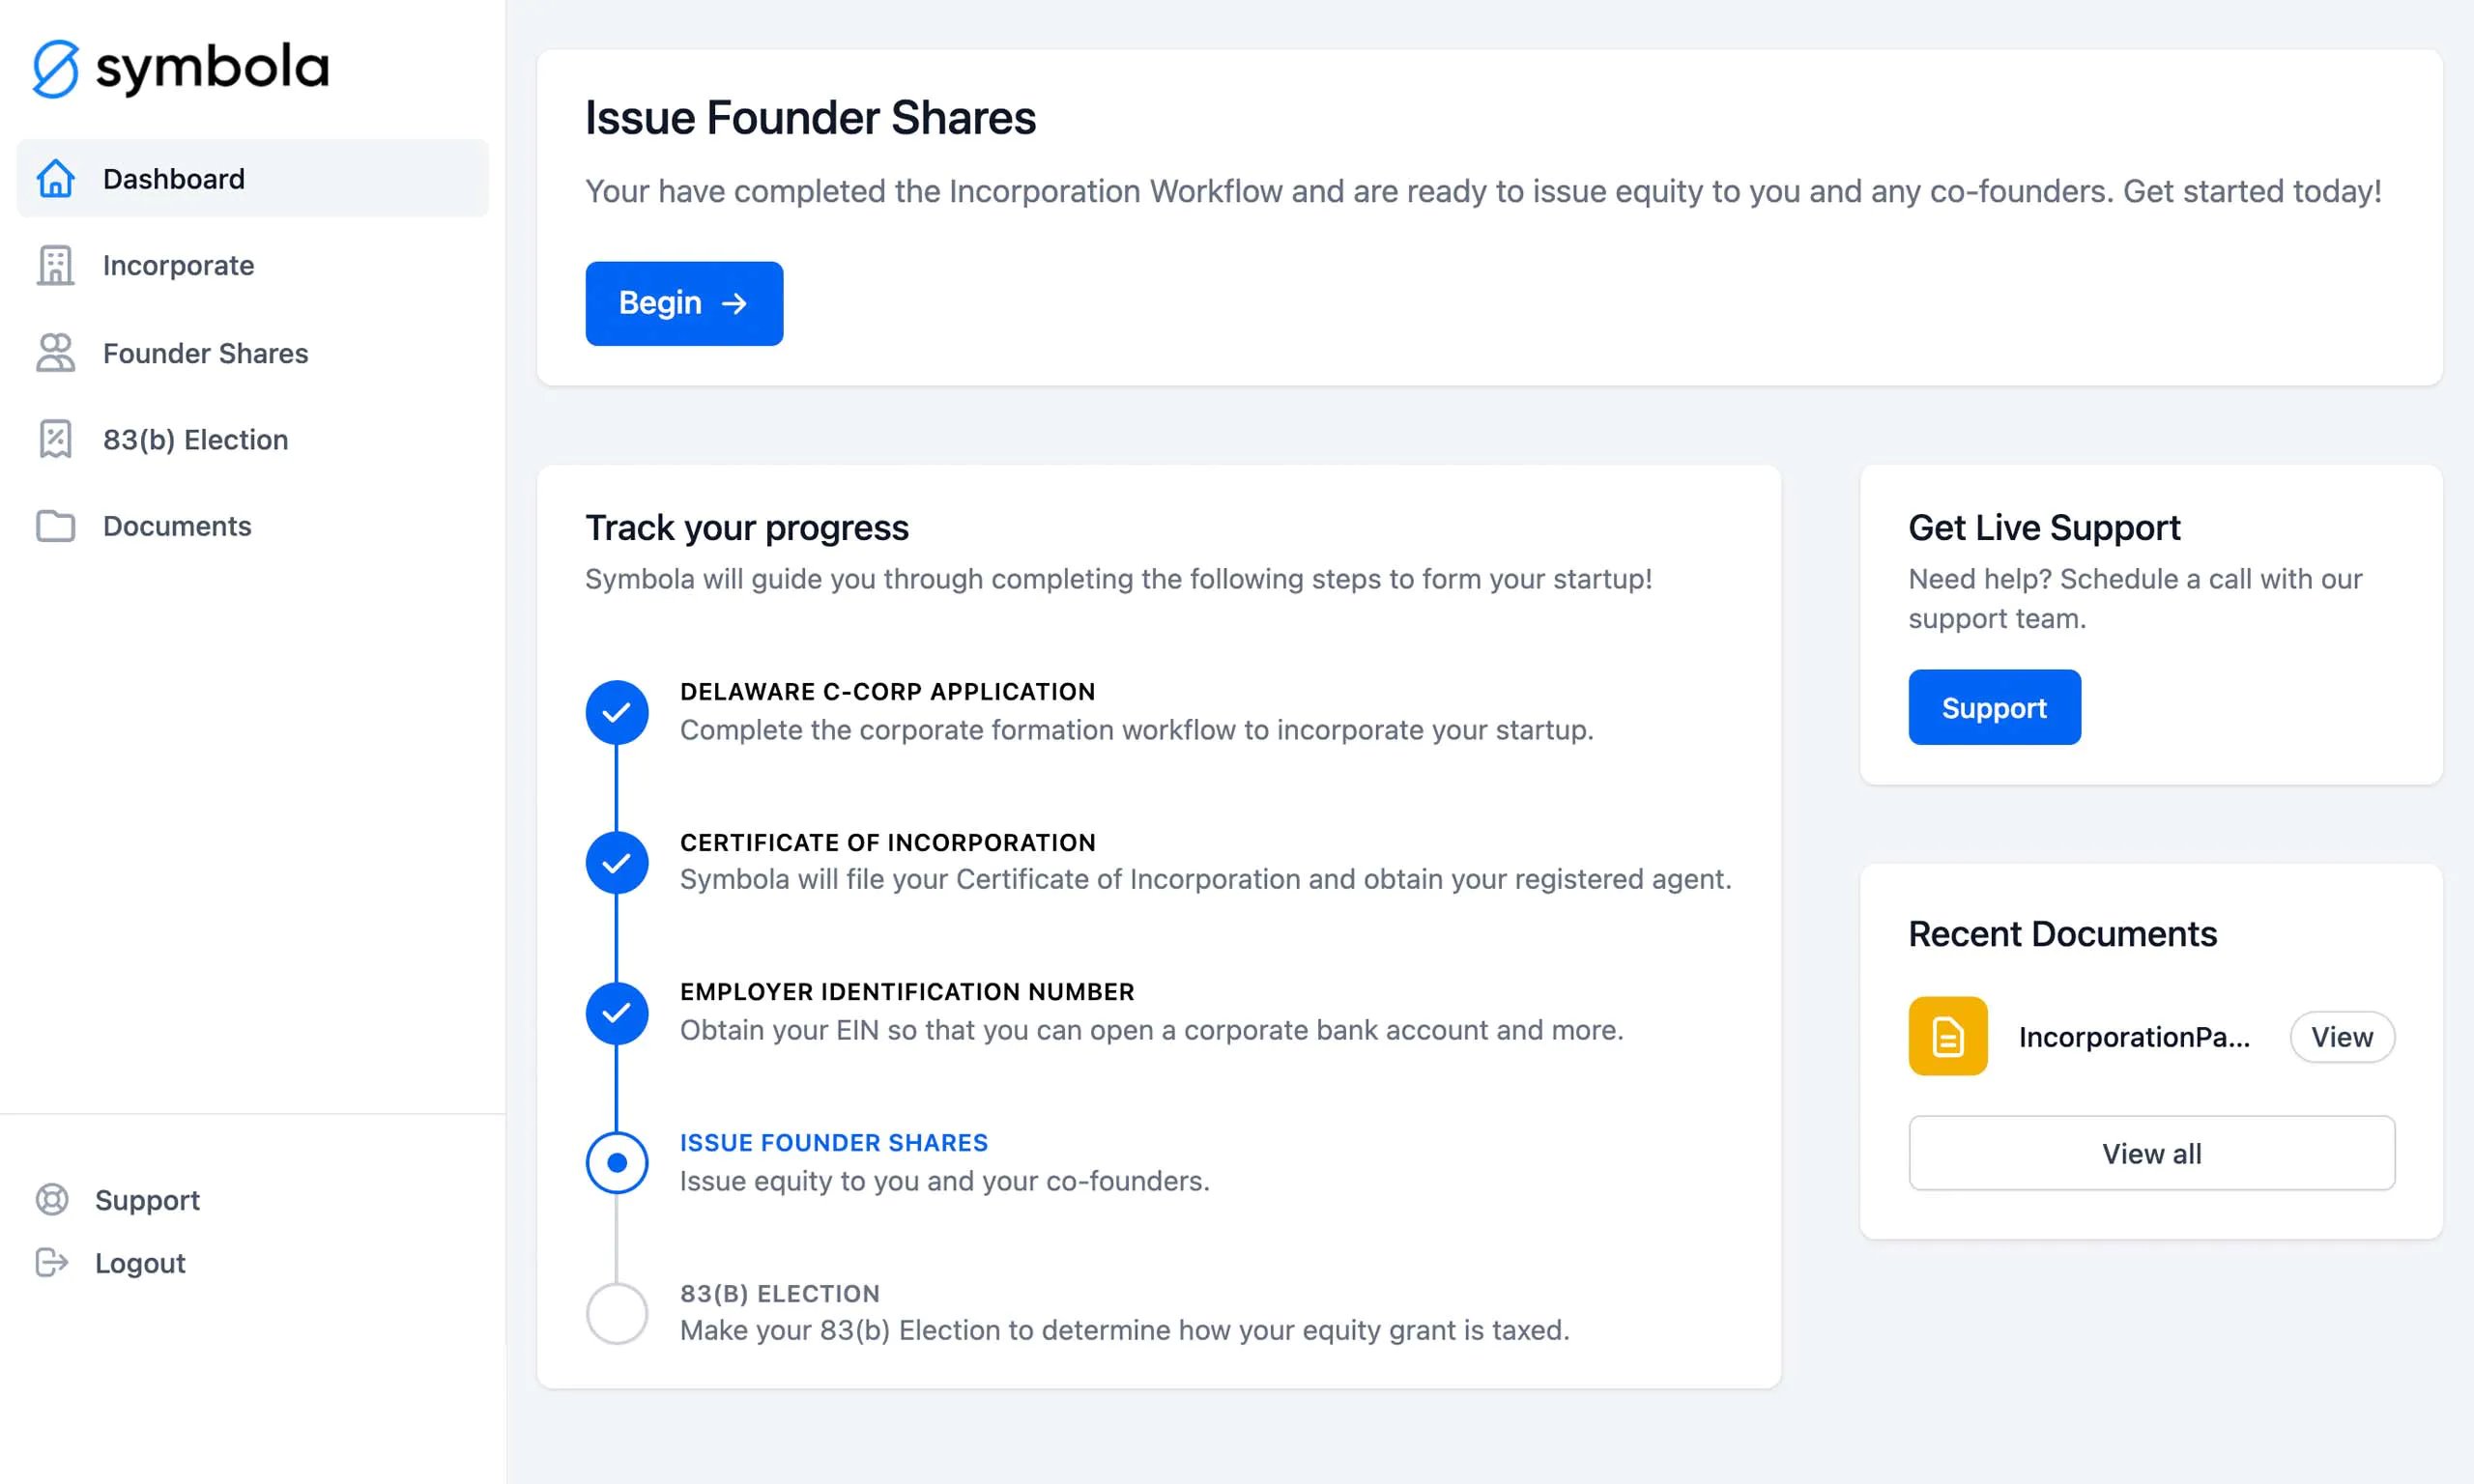 symbola
Dashboard
Incorporate
Founder Shares
83(b) Election
Documents
Support
Logout
Issue Founder Shares
Your have completed the Incorporation Workflow and are ready to issue equity to you and any co-founders. Get started today!
Begin →
Track your progress
Symbola will guide you through completing the following steps to form your startup!
DELAWARE C-CORP APPLICATION
Complete the corporate formation workflow to incorporate your startup.
CERTIFICATE OF INCORPORATION
Symbola will file your Certificate of Incorporation and obtain your registered agent.
EMPLOYER IDENTIFICATION NUMBER
Obtain your EIN so that you can open a corporate bank account and more.
ISSUE FOUNDER SHARES
Issue equity to you and your co-founders.
83(B) ELECTION
Make your 83(b) Election to determine how your equity grant is taxed.
Get Live Support
Need help? Schedule a call with our
support team.
Support
Recent Documents
IncorporationPa... View
View all